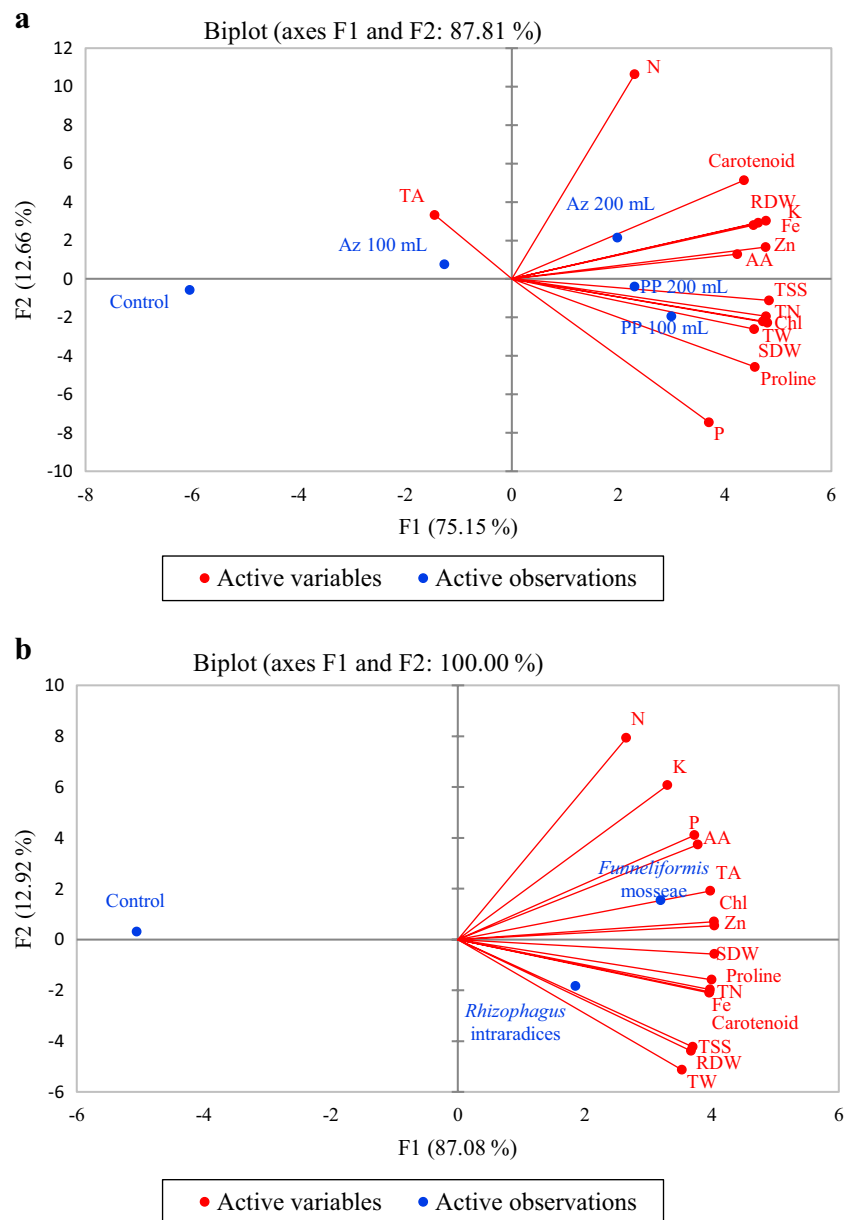 a
Biplot (axes F1 and F2: 87.81 %)
12
10
8
6
4
2
0
-2
-4
-6
-8
-10
F2 (12.66 %)
N
Carotenoid
RDW
K
Fe
Zn
AA
TA
Az 200 mL
Az 100 mL
Control
PP 200 mL
PP 100 mL
TSS
TN
Chl
TW
SDW
Proline
P
-8
-6
-4
-2
0
2
4
6
F1 (75.15 %)
Active variables
Active observations
b
Biplot (axes F1 and F2: 100.00 %)
10
8
6
4
2
0
-2
-4
-6
F2 (12.92 %)
N
K
P
AA
Funneliformis
mosseae
TA
Chl
Zn
Control
SDW
Proline
TN
Fe
Carotenoid
Rhizophagus
intraradices
TSS
RDW
TW
-6
-4
-2
0
2
4
6
F1 (87.08 %)
Active variables
Active observations